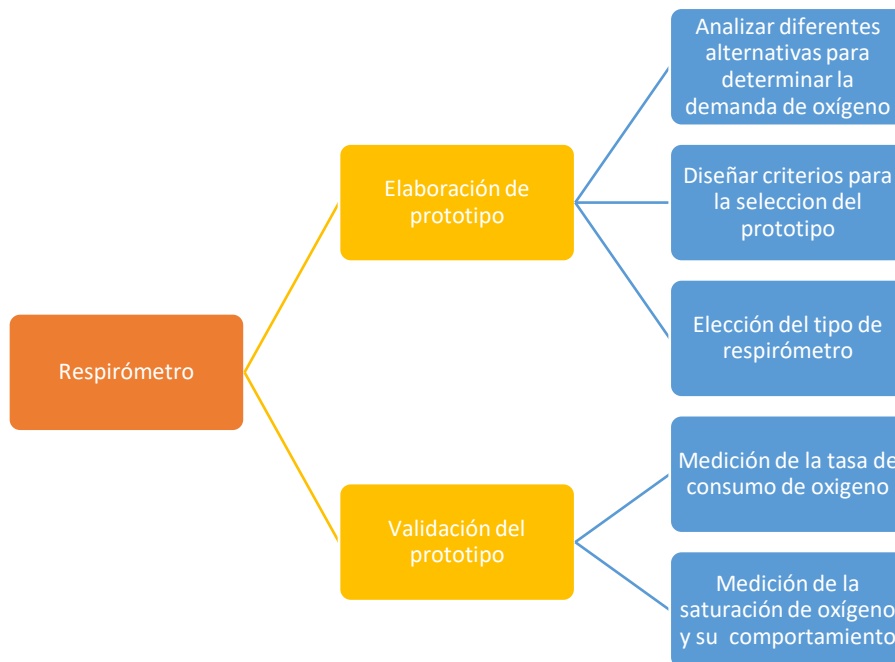 Respirómetro
Elaboración de
prototipo
Analizar diferentes
alternativas para
determinar la
demanda de oxígeno
Diseñar criterios para
la seleccion del
prototipo
Elección del tipo de
respirómetro
Validación del
prototipo
Medición de la tasa de
consumo de oxigeno
Medición de la
saturación de oxígeno
y su comportamiento